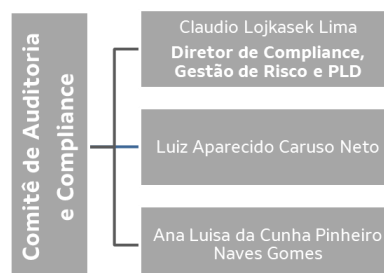 Comitê de Auditoria
e Compliance
Claudio Lojkasek Lima
Diretor de Compliance,
Gestão de Risco e PLD
Luiz Aparecido Caruso Neto
Ana Luisa da Cunha Pinheiro
Naves Gomes